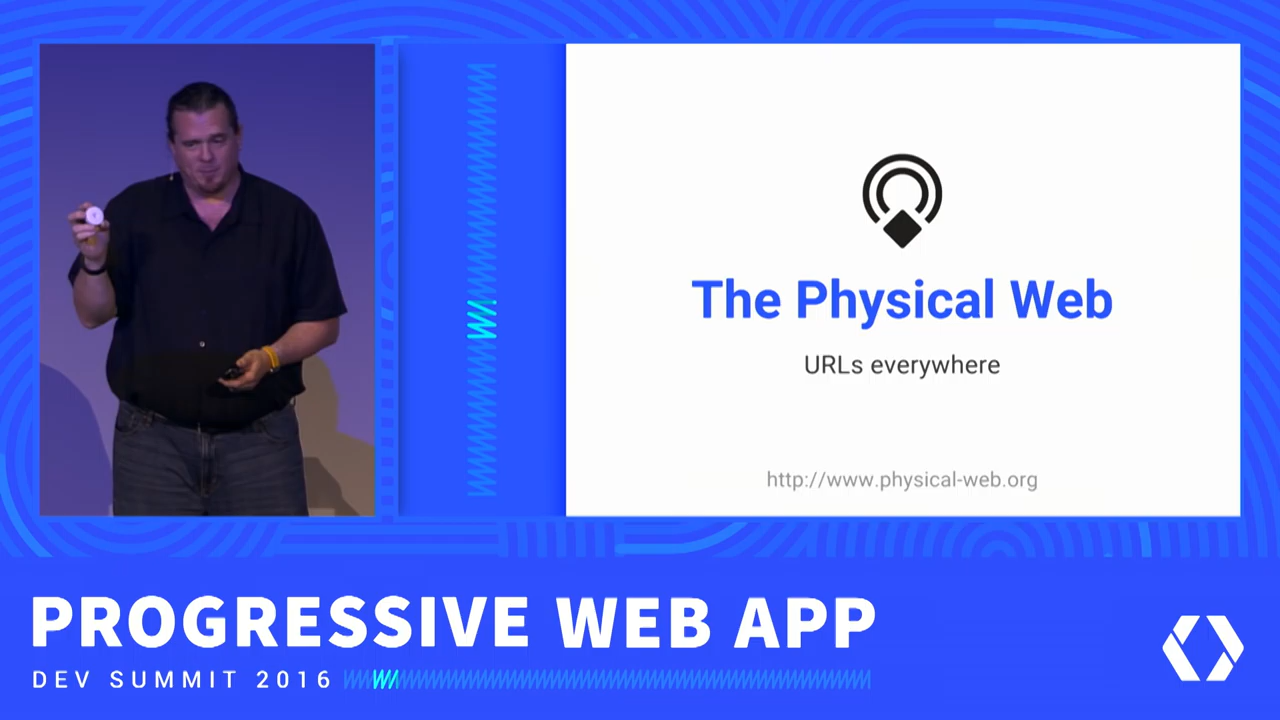 The Physical Web
URLs everywhere
http://www.physical-web.org
PROGRESSIVE WEB APP
DEV SUMMIT 2016